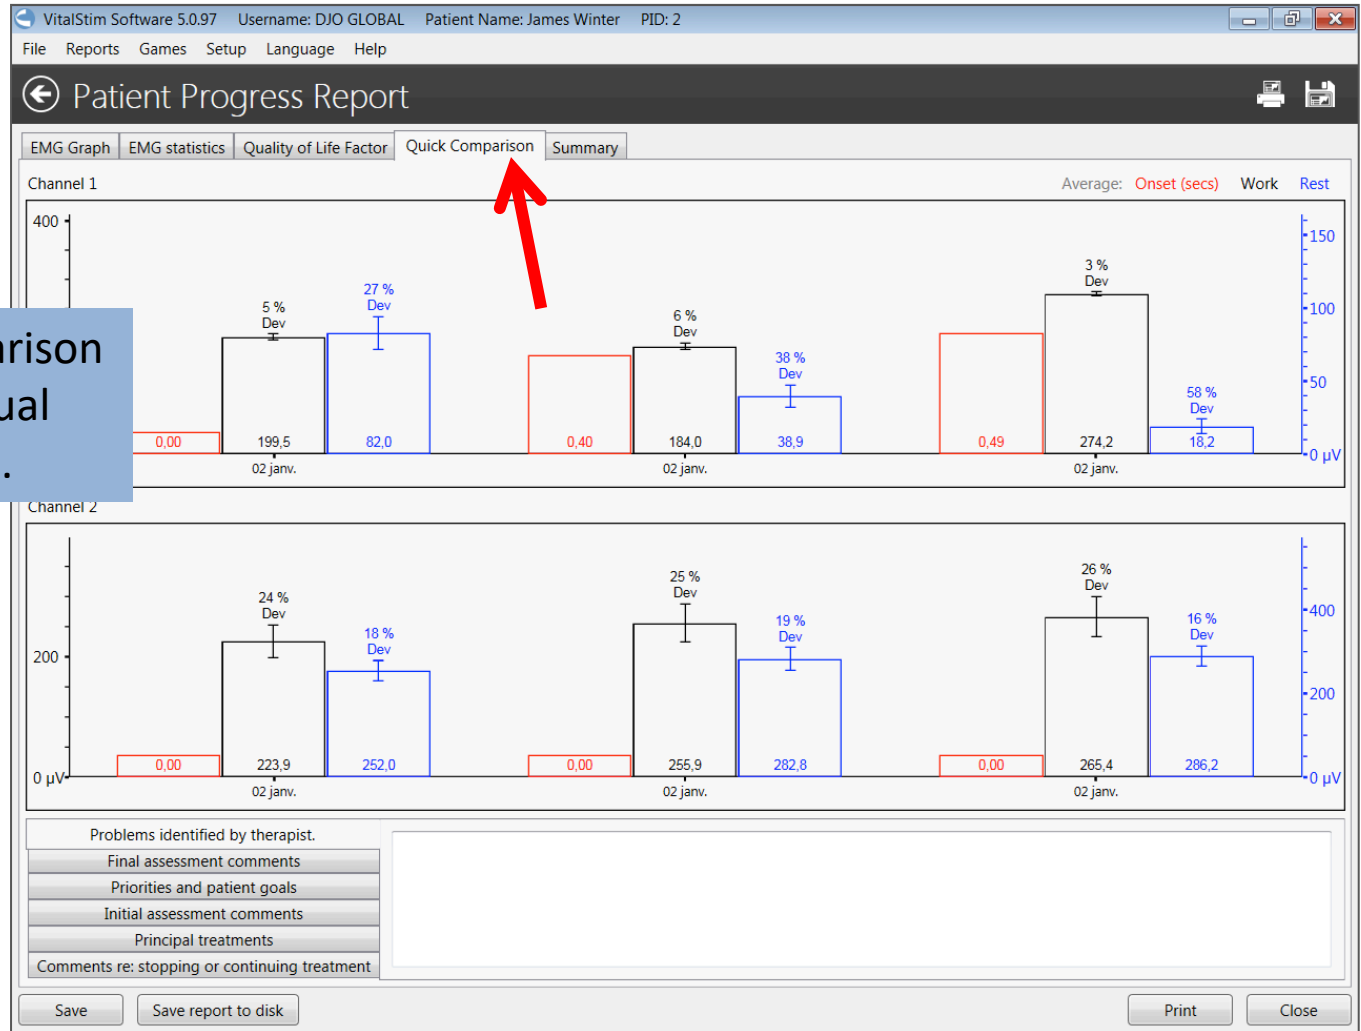 VitalStim Software 5.0.97 Username: DJO GLOBAL Patient Name: James Winter PID: 2
File Reports Games Setup Language Help
Patient Progress Report
EMG Graph EMG statistics Quality of Life Factor Quick Comparison Summary
Channel 1
Average: Onset (secs) Work Rest
400
150
100
50
0 µV
5 %
Dev
27 %
Dev
6 %
Dev
38 %
Dev
3 %
Dev
58 %
Dev
0,00 199,5 82,0 0,40 184,0 38,9 0,49 274,2 18,2
02 janv. 02 janv. 02 janv.
arison
ual
.
Channel 2
24 %
Dev
18 %
Dev
25 %
Dev
19 %
Dev
26 %
Dev
16 %
Dev
200
0 µV
400
200
0 µV
0,00 223,9 252,0 0,00 255,9 282,8 0,00 265,4 286,2
02 janv. 02 janv. 02 janv.
Problems identified by therapist.
Final assessment comments
Priorities and patient goals
Initial assessment comments
Principal treatments
Comments re: stopping or continuing treatment
Save Save report to disk Print Close